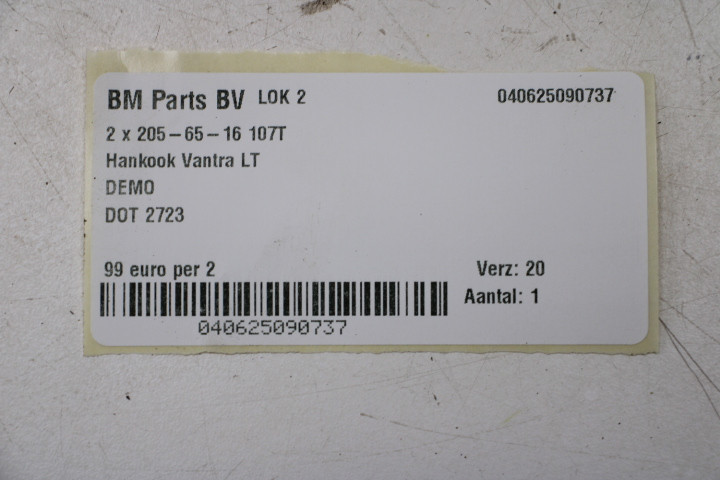 BM Parts BV LOK 2 040625090737
2 x 205-65-16 107T
Hankook Vantra LT
DEMO
DOT 2723
99 euro per 2 Verz: 20
Aantal: 1
040625090737